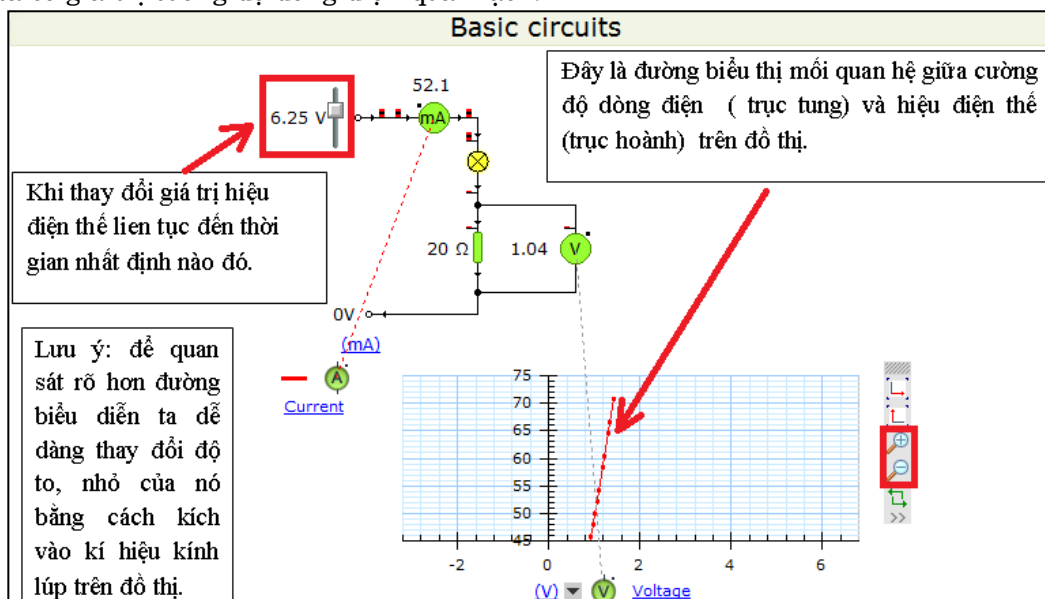 Basic circuits
52.1
6.25 V
mA
Đây là đường biểu thị mối quan hệ giữa cường
độ dòng điện ( trục tung) và hiệu điện thế
(trục hoành) trên đồ thị.
Khi thay đổi giá trị hiệu
điện thế lien tục đến thời
gian nhất định nào đó.
20 Ω
1.04
V
0V
(mA)
A
Current
Lưu ý: để quan
sát rõ hơn đường
biểu diễn ta dễ
dàng thay đổi độ
to, nhỏ của nó
bằng cách kích
vào kí hiệu kính
lúp trên đồ thị.
75
70
65
60
55
50
45
-2 0 2 4 6
(V) V Voltage
>>